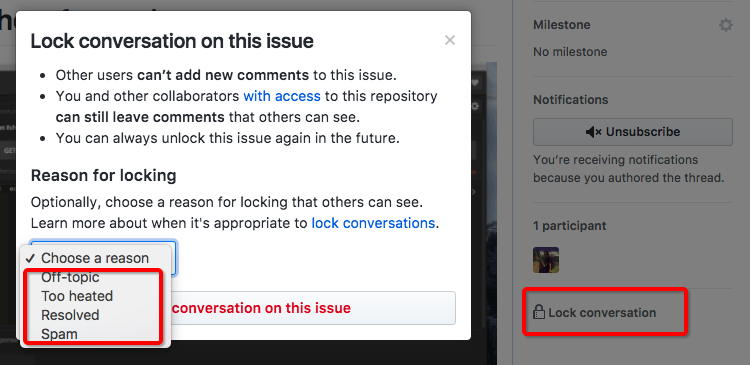 Lock conversation on this issue
Other users can’t add new comments to this issue.
You and other collaborators with access to this repository
can still leave comments that others can see.
You can always unlock this issue again in the future.
Reason for locking
Optionally, choose a reason for locking that others can see.
Learn more about when it's appropriate to lock conversations.
✓ Choose a reason
Off-topic
Too heated
Resolved
Spam
conversation on this issue
Milestone
No milestone
Notifications
Unsubscribe
You’re receiving notifications
because you authored the thread.
1 participant
Lock conversation